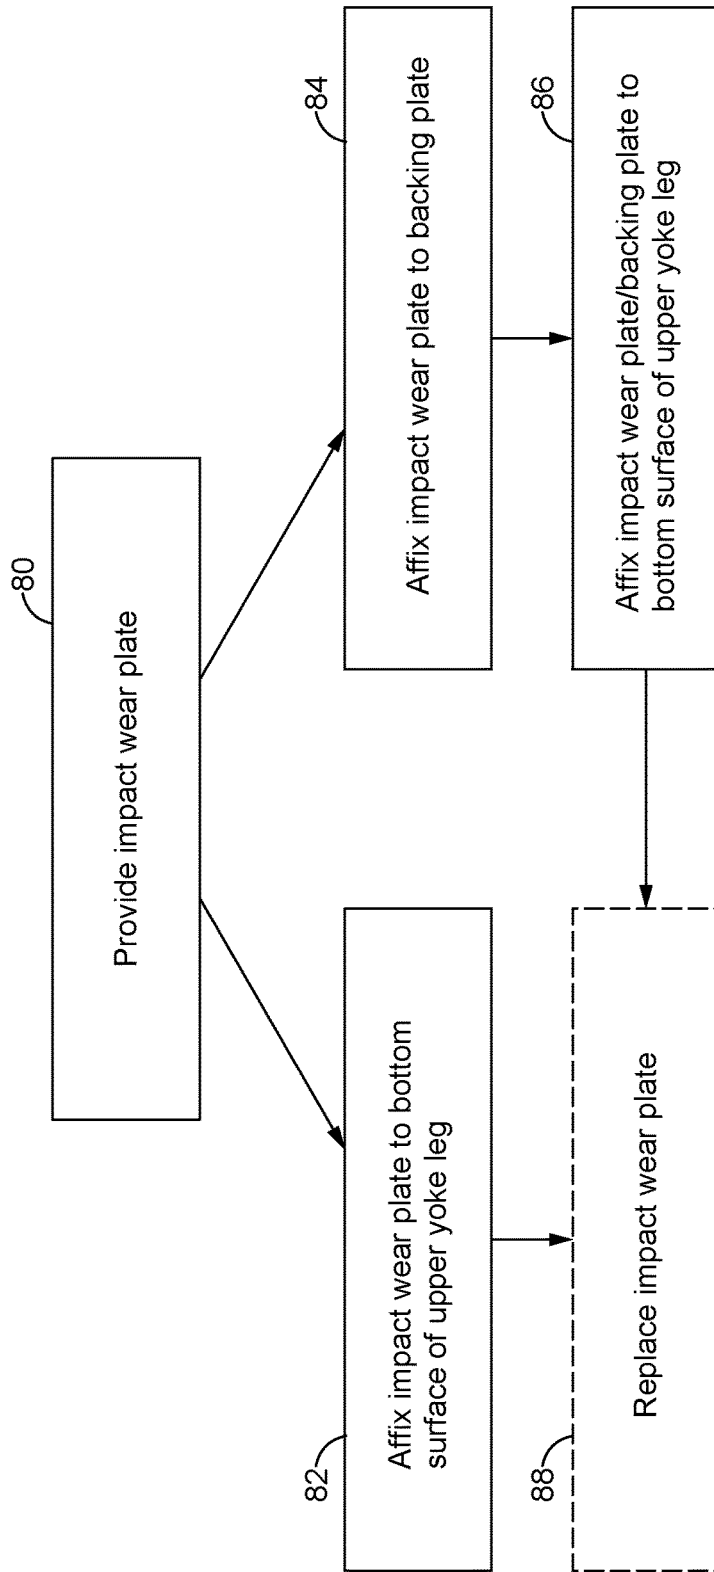 80
Provide impact wear plate
82
Affix impact wear plate to bottom
surface of upper yoke leg
84
Affix impact wear plate to backing plate
88
Replace impact wear plate
86
Affix impact wear plate/backing plate to
bottom surface of upper yoke leg